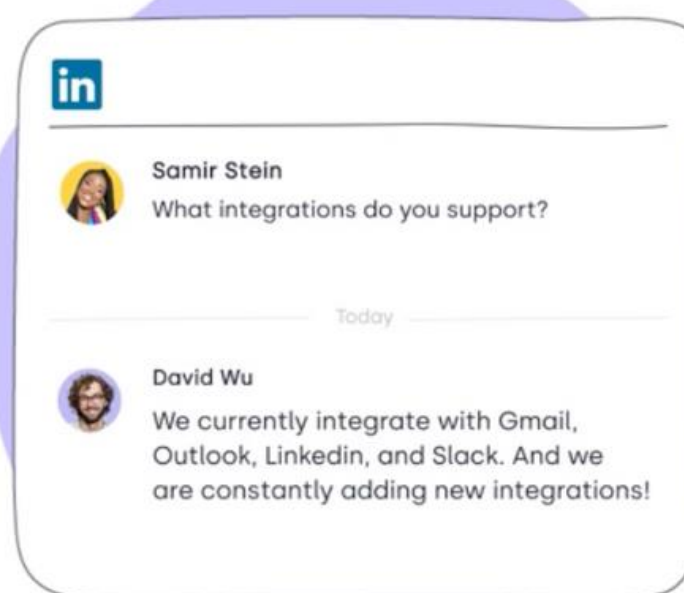 in
Samir Stein
What integrations do you support?
Today
David Wu
We currently integrate with Gmail,
Outlook, Linkedin, and Slack. And we
are constantly adding new integrations!